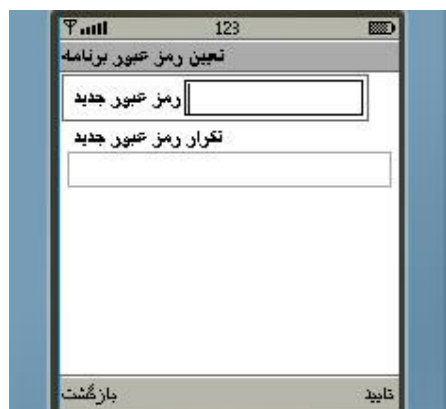 123
تعیین رمز عبور برنامه
رمز عبور جدید
تکرار رمز عبور جدید
تایید
بازگشت